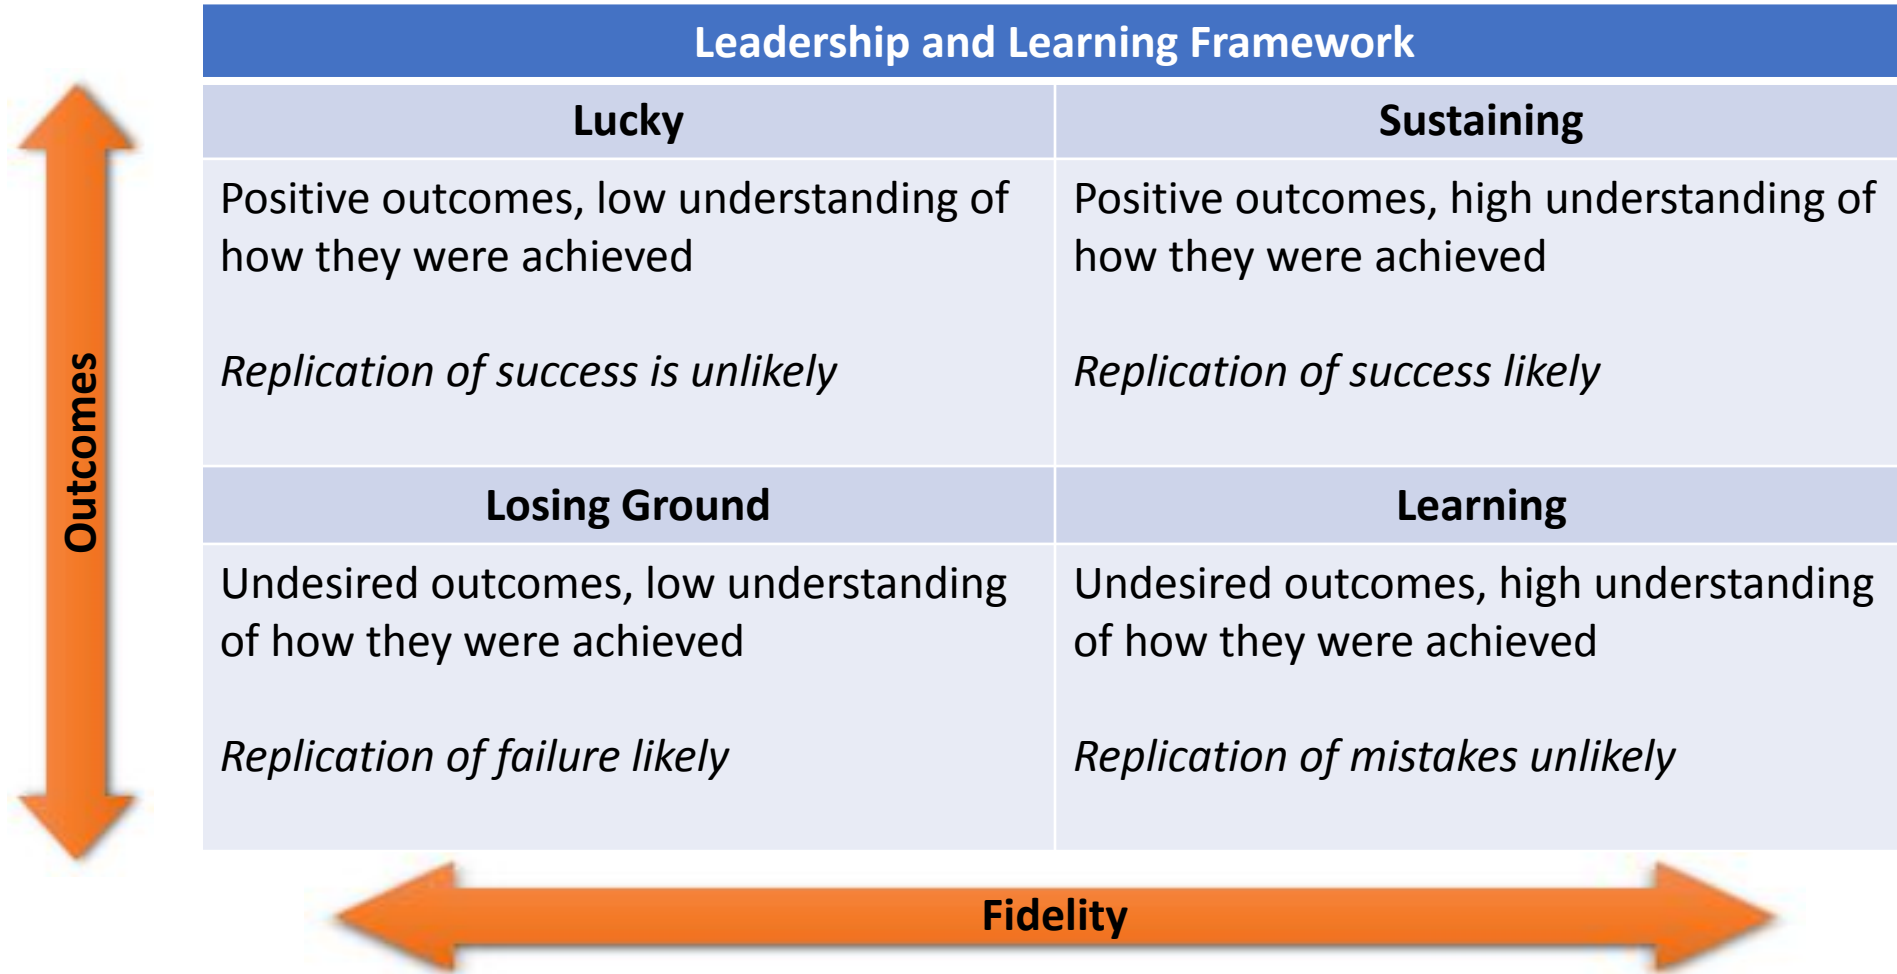 Leadership and Learning Framework
Lucky
Sustaining
Positive outcomes, low understanding of
how they were achieved
Replication of success is unlikely
Positive outcomes, high understanding of
how they were achieved
Replication of success likely
Outcomes
Losing Ground
Learning
Undesired outcomes, low understanding
of how they were achieved
Replication of failure likely
Undesired outcomes, high understanding
of how they were achieved
Replication of mistakes unlikely
Fidelity